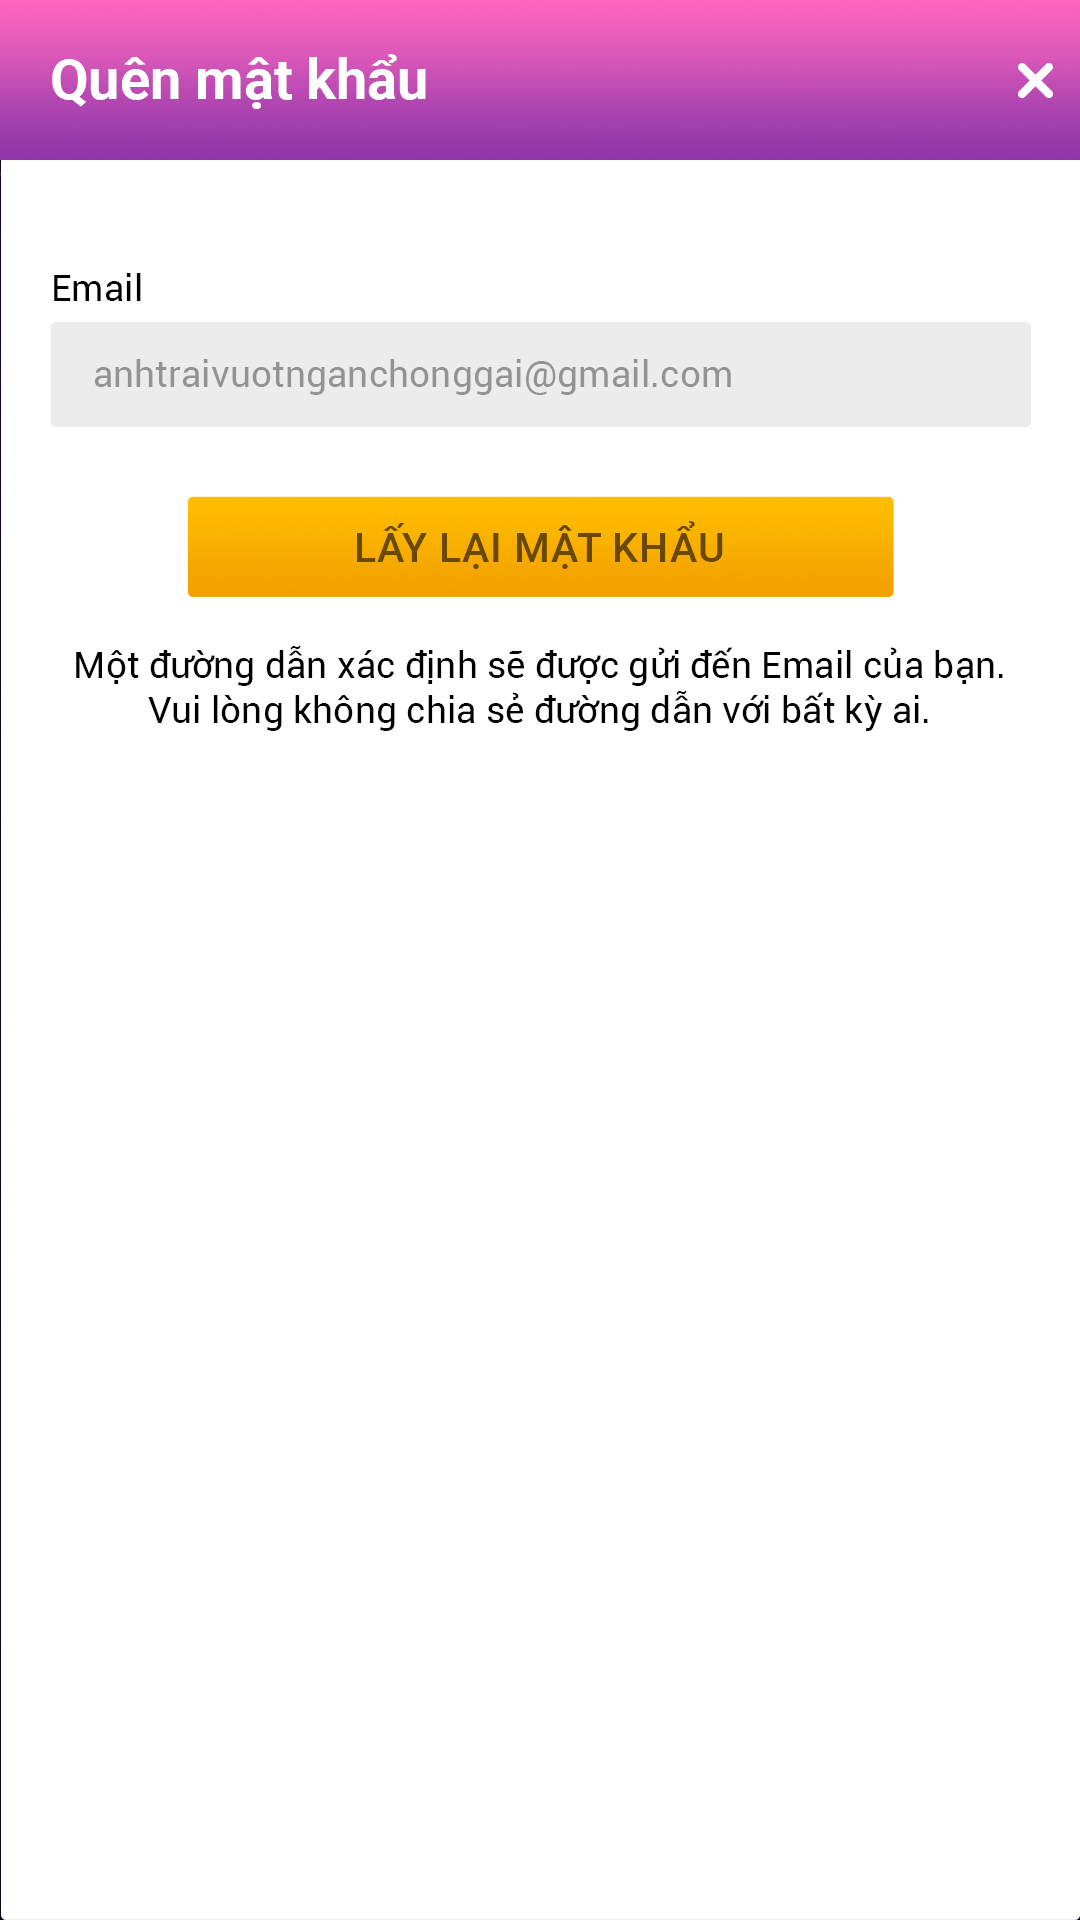 Quên mật khẩu
Email
anhtraivuotnganchonggai@gmail.com
LẤY LẠI MẬT KHẨU
Một đường dẫn xác định sẽ được gửi đến Email của bạn.
Vui lòng không chia sẻ đường dẫn với bất kỳ ai.